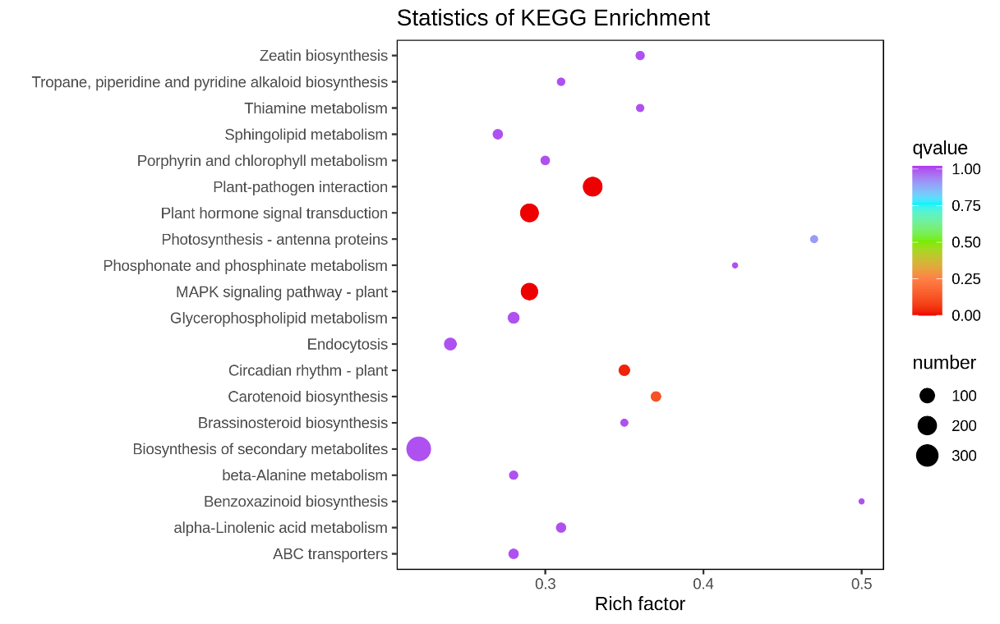 Statistics of KEGG Enrichment
Zeatin biosynthesis
Tropane, piperidine and pyridine alkaloid biosynthesis
Thiamine metabolism
Sphingolipid metabolism
Porphyrin and chlorophyll metabolism
Plant-pathogen interaction
Plant hormone signal transduction
Photosynthesis - antenna proteins
Phosphonate and phosphinate metabolism
MAPK signaling pathway - plant
Glycerophospholipid metabolism
Endocytosis
Circadian rhythm - plant
Carotenoid biosynthesis
Brassinosteroid biosynthesis
Biosynthesis of secondary metabolites
beta-Alanine metabolism
Benzoxazinoid biosynthesis
alpha-Linolenic acid metabolism
ABC transporters
0.3 0.4 0.5
Rich factor
qvalue
1.00
0.75
0.50
0.25
0.00
number
100
200
300